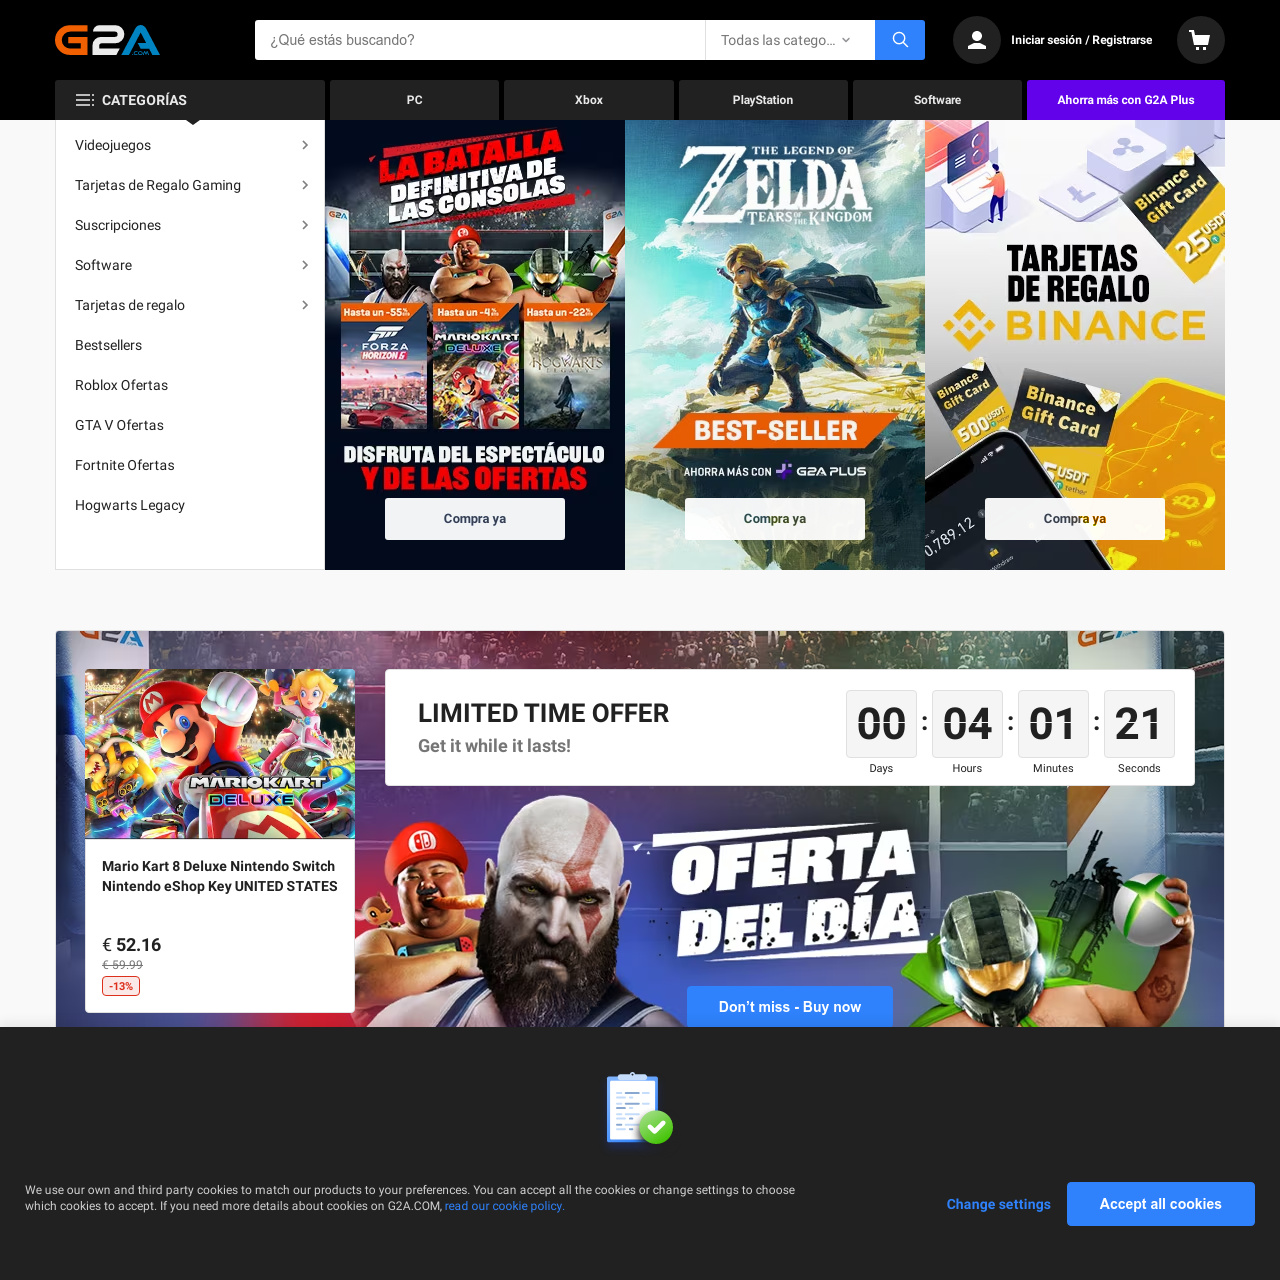 G2A
.COM
¿Qué estás buscando?
Todas las catego...
Iniciar sesión / Registrarse
CATEGORÍAS
PC
Xbox
PlayStation
Software
Ahorra más con G2A Plus
Videojuegos
Tarjetas de Regalo Gaming
Suscripciones
Software
Tarjetas de regalo
Bestsellers
Roblox Ofertas
GTA V Ofertas
Fortnite Ofertas
Hogwarts Legacy
LA BATALLA
DEFINITIVA DE
LAS CONSOLAS
G2A
G2A
Hasta un -55%
Hasta un -4%
Hasta un -22%
FORZA
HORIZON 5
MARIOKART 8
DELUXE
HOGWARTS
LEGACY
DISFRUTA DEL ESPECTÁCULO
Y DE LAS OFERTAS
Compra ya
THE LEGEND OF
ZELDA
TEARS OF THE KINGDOM
BEST-SELLER
AHORRA MÁS CON G2A PLUS
Compra ya
Binance
Gift Card
25 USDT
TARJETAS
DE REGALO
BINANCE
Binance
Gift Card
500 USDT
Binance
Gift Card
5 USDT
tether
0,789.12
Compra ya
G2A
G2A
LIMITED TIME OFFER
Get it while it lasts!
00 : 04 : 01 : 21
Days
Hours
Minutes
Seconds
MARIOKART 8
DELUXE
Mario Kart 8 Deluxe Nintendo Switch
Nintendo eShop Key UNITED STATES
€ 52.16
€ 59.99
-13%
OFERTA
DEL DÍA
Don't miss - Buy now
We use our own and third party cookies to match our products to your preferences. You can accept all the cookies or change settings to choose
which cookies to accept. If you need more details about cookies on G2A.COM, read our cookie policy.
Change settings
Accept all cookies